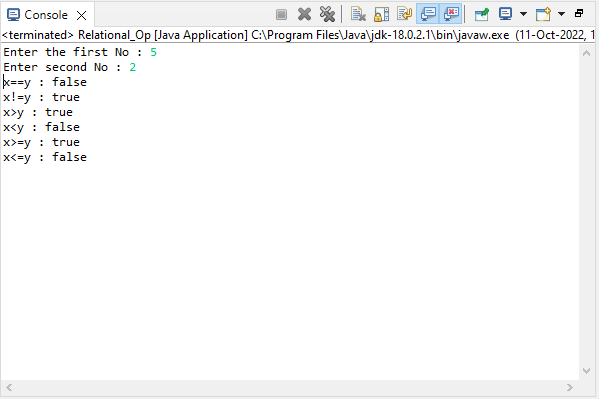 Console
<terminated> Relational_Op [Java Application] C:\Program Files\Java\jdk-18.0.2.1\bin\javaw.exe (11-Oct-2022, 1
Enter the first No : 5
Enter second No : 2
x==y : false
x!=y : true
x>y : true
x<y : false
x>=y : true
x<=y : false